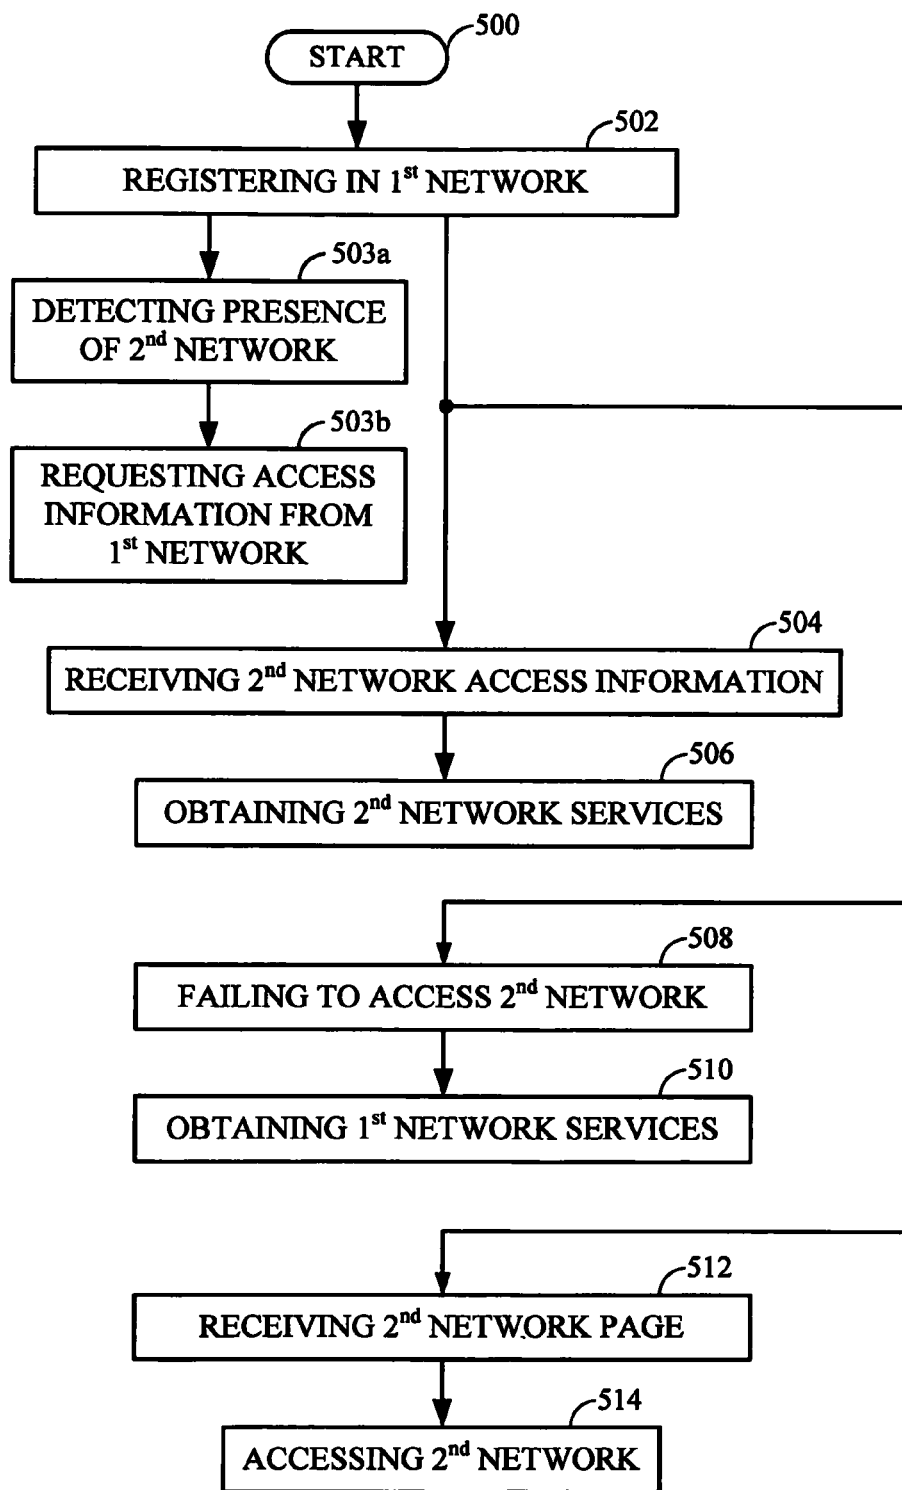 500
START
502
REGISTERING IN 1st NETWORK
503a
DETECTING PRESENCE
OF 2nd NETWORK
503b
REQUESTING ACCESS
INFORMATION FROM
1st NETWORK
504
RECEIVING 2nd NETWORK ACCESS INFORMATION
506
OBTAINING 2nd NETWORK SERVICES
508
FAILING TO ACCESS 2nd NETWORK
510
OBTAINING 1st NETWORK SERVICES
512
RECEIVING 2nd NETWORK PAGE
514
ACCESSING 2nd NETWORK